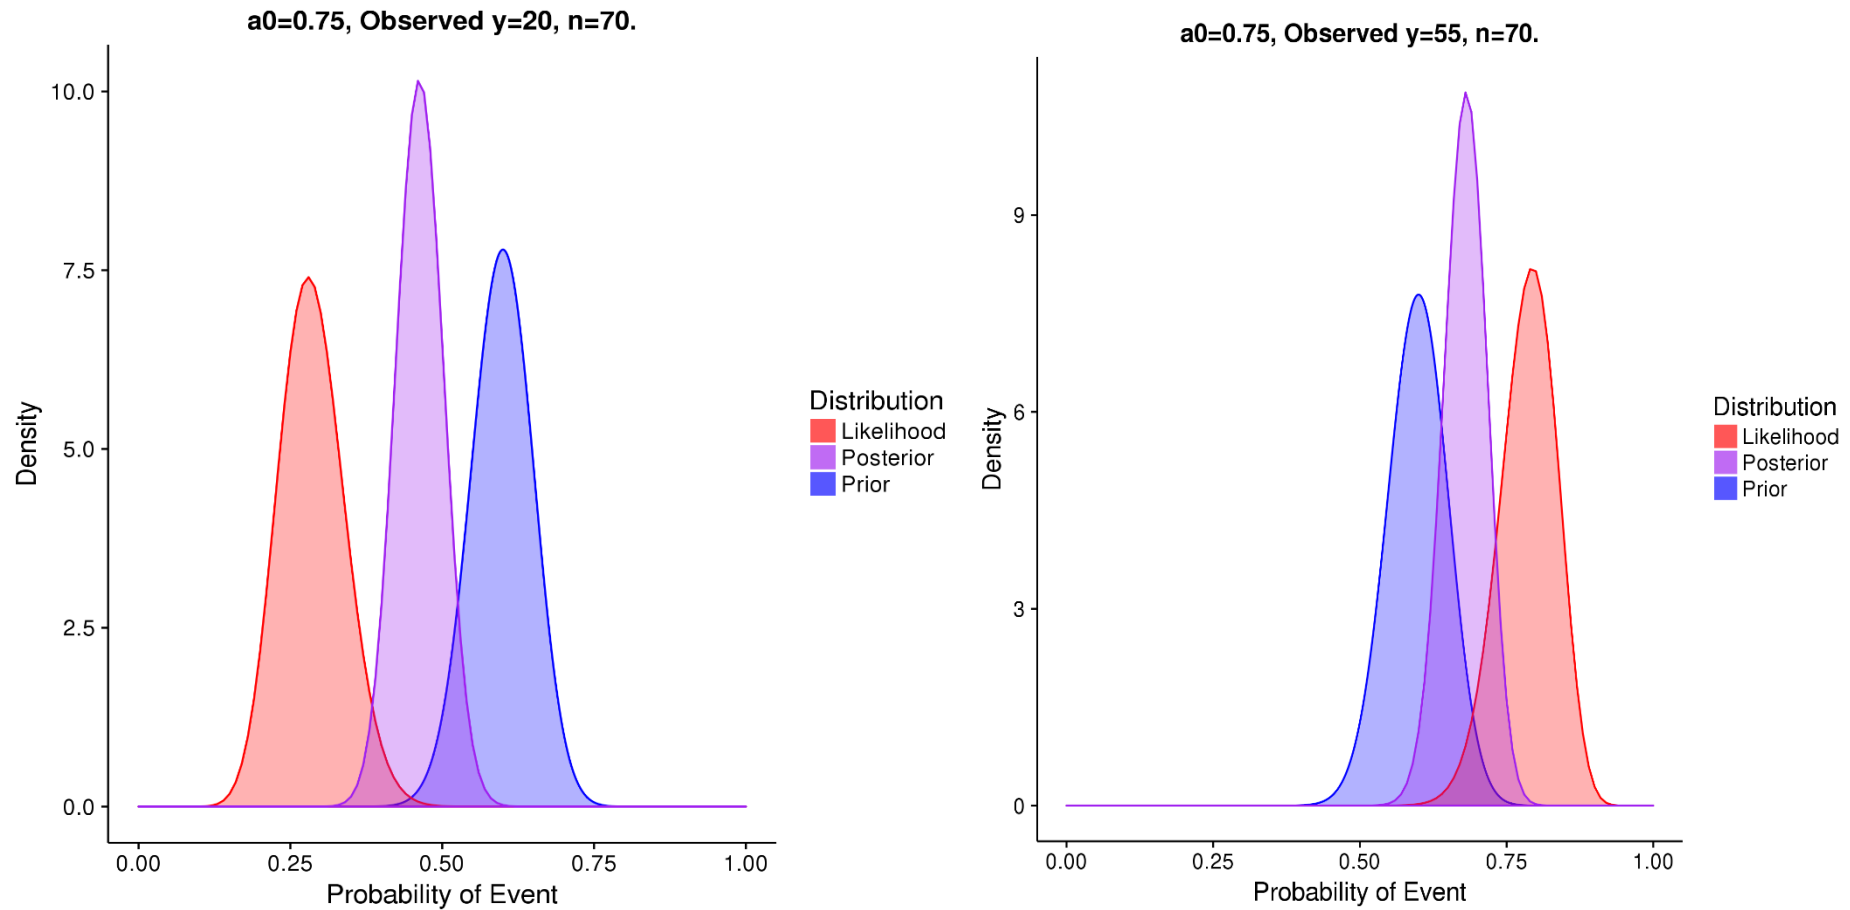 a0=0.75, Observed y=20, n=70.
10.0
7.5
5.0
2.5
0.0
Density
0.00 0.25 0.50 0.75 1.00
Probability of Event
Distribution
Likelihood
Posterior
Prior
a0=0.75, Observed y=55, n=70.
9
6
3
0
Density
0.00 0.25 0.50 0.75 1.00
Probability of Event
Distribution
Likelihood
Posterior
Prior